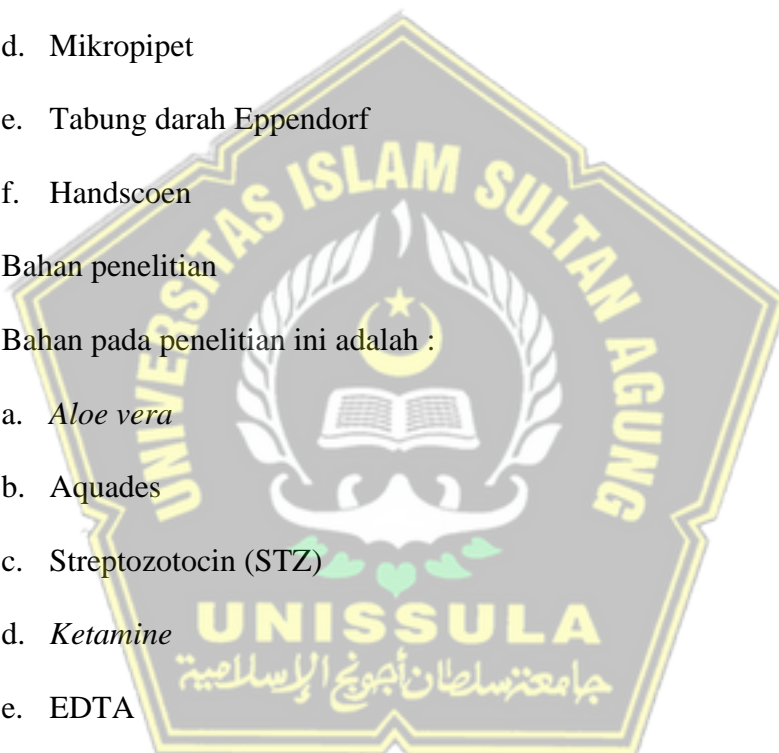 d. Mikropipet
e. Tabung darah Eppendorf
f. Handscoen
Bahan penelitian
Bahan pada penelitian ini adalah :
a. Aloe vera
b. Aquades
c. Streptozotocin (STZ)
d. Ketamine
e. EDTA
UNIVERSITAS ISLAM SULTAN AGUNG
UNISSULA
جامعة سلطان أجونج الإسلامية